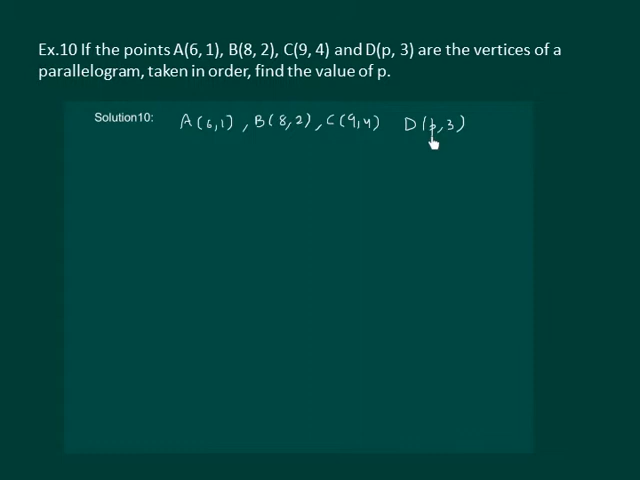 Ex.10 If the points A(6, 1), B(8, 2), C(9, 4) and D(p, 3) are the vertices of a
parallelogram, taken in order, find the value of p.
Solution10: A (6,1) , B (8,2) , C (9,4) D (p,3)